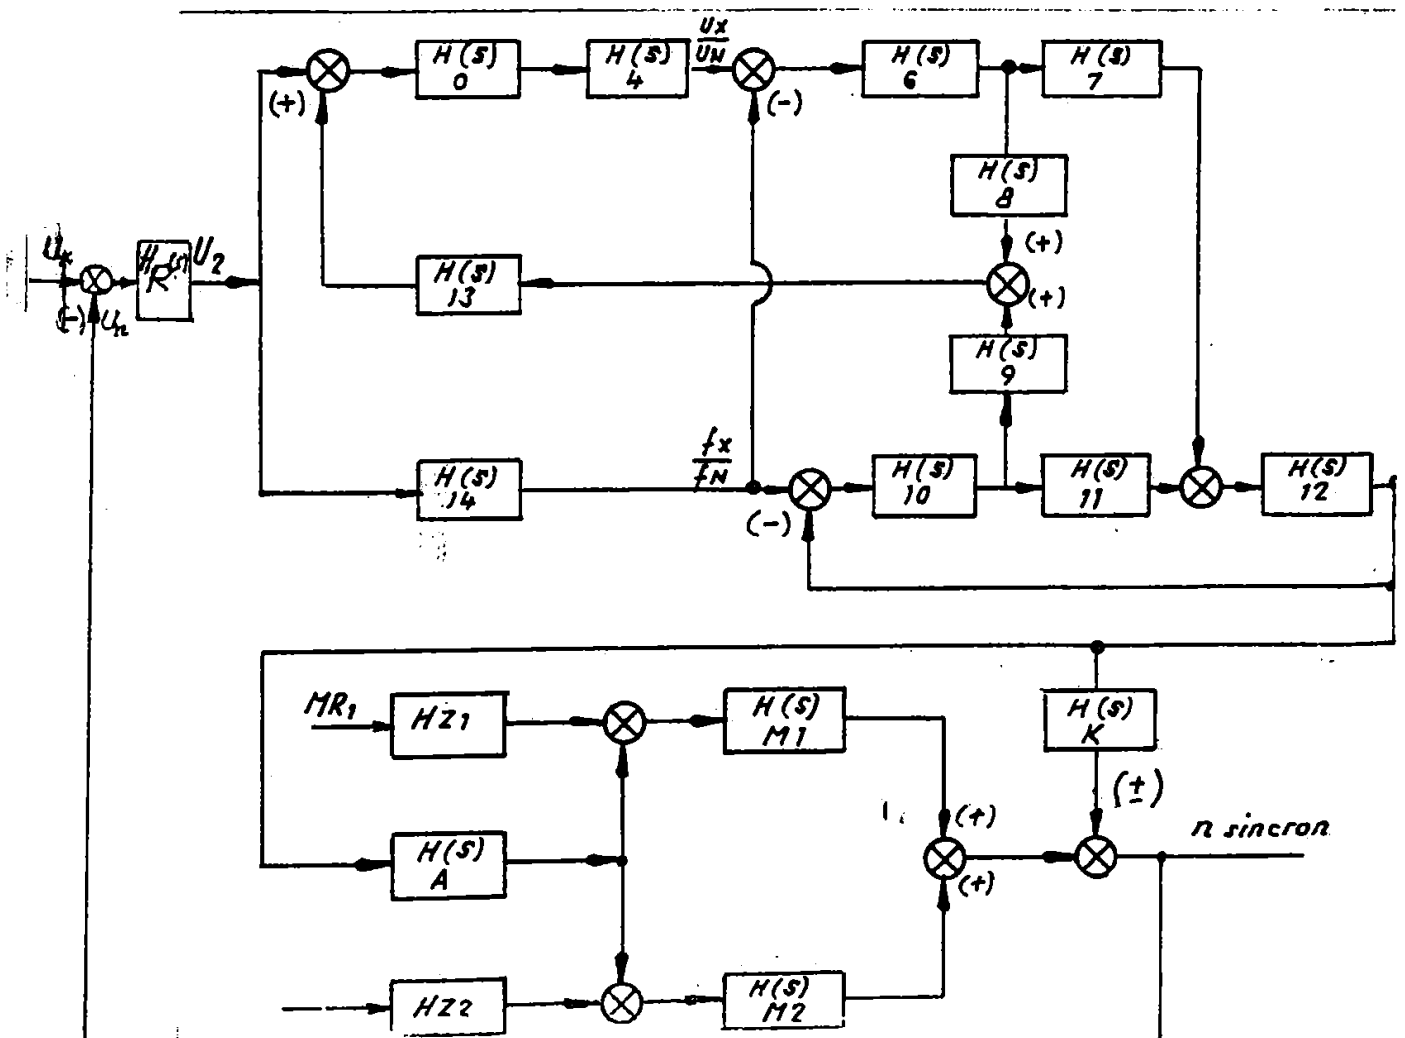 H(s)
0
H(s)
4
Ux
UN
H(s)
6
H(s)
7
(+)
(-)
H(s)
8
(+)
U2
H(s)
13
(+)
(-)
H(s)
9
fx
fN
H(s)
14
H(s)
10
H(s)
11
H(s)
12
(-)
MR1
HZ1
H(s)
M1
H(s)
K
(±)
(+)
n sincron
H(s)
A
(+)
HZ2
H(s)
M2